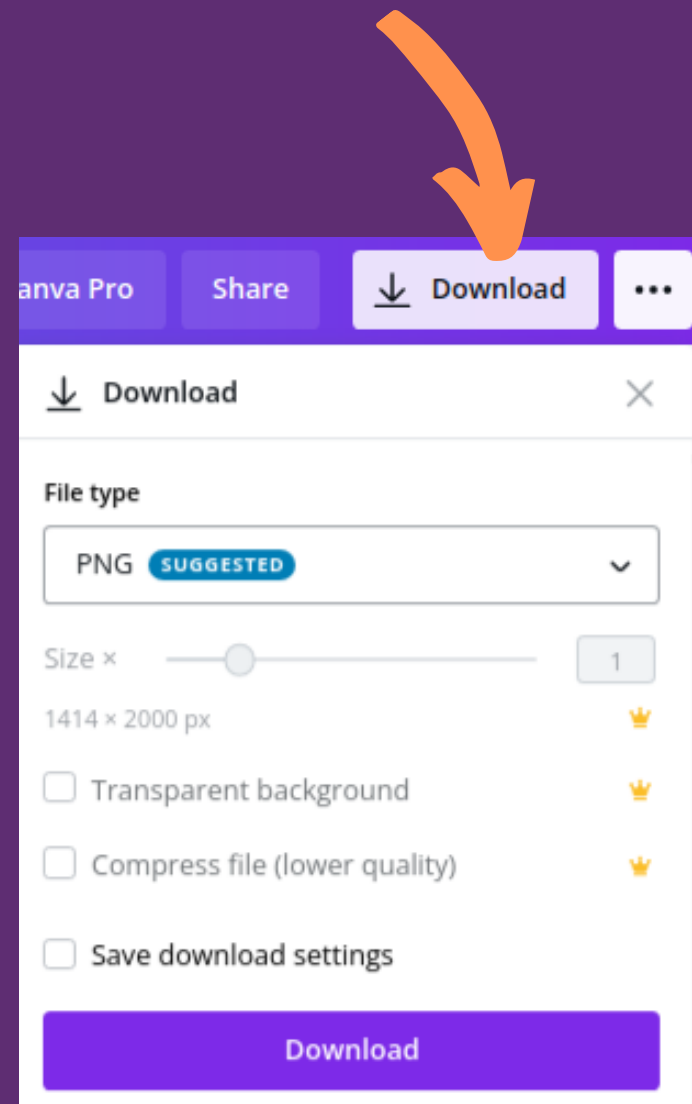 anva Pro Share Download
Download
File type
PNG SUGGESTED
Size × 1
1414 × 2000 px
Transparent background
Compress file (lower quality)
Save download settings
Download